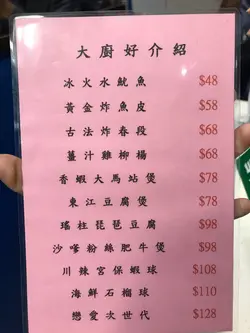 大廚好介紹
冰火水魷魚 $48
黃金炸魚皮 $58
古法炸春段 $68
薑汁雞柳楊 $68
香蝦大馬站煲 $78
東江豆腐煲 $78
瑤柱琵琶豆腐 $98
沙嗲粉絲肥牛煲 $98
川辣宮保蝦球 $108
海鮮石榴球 $110
戀愛次世代 $128